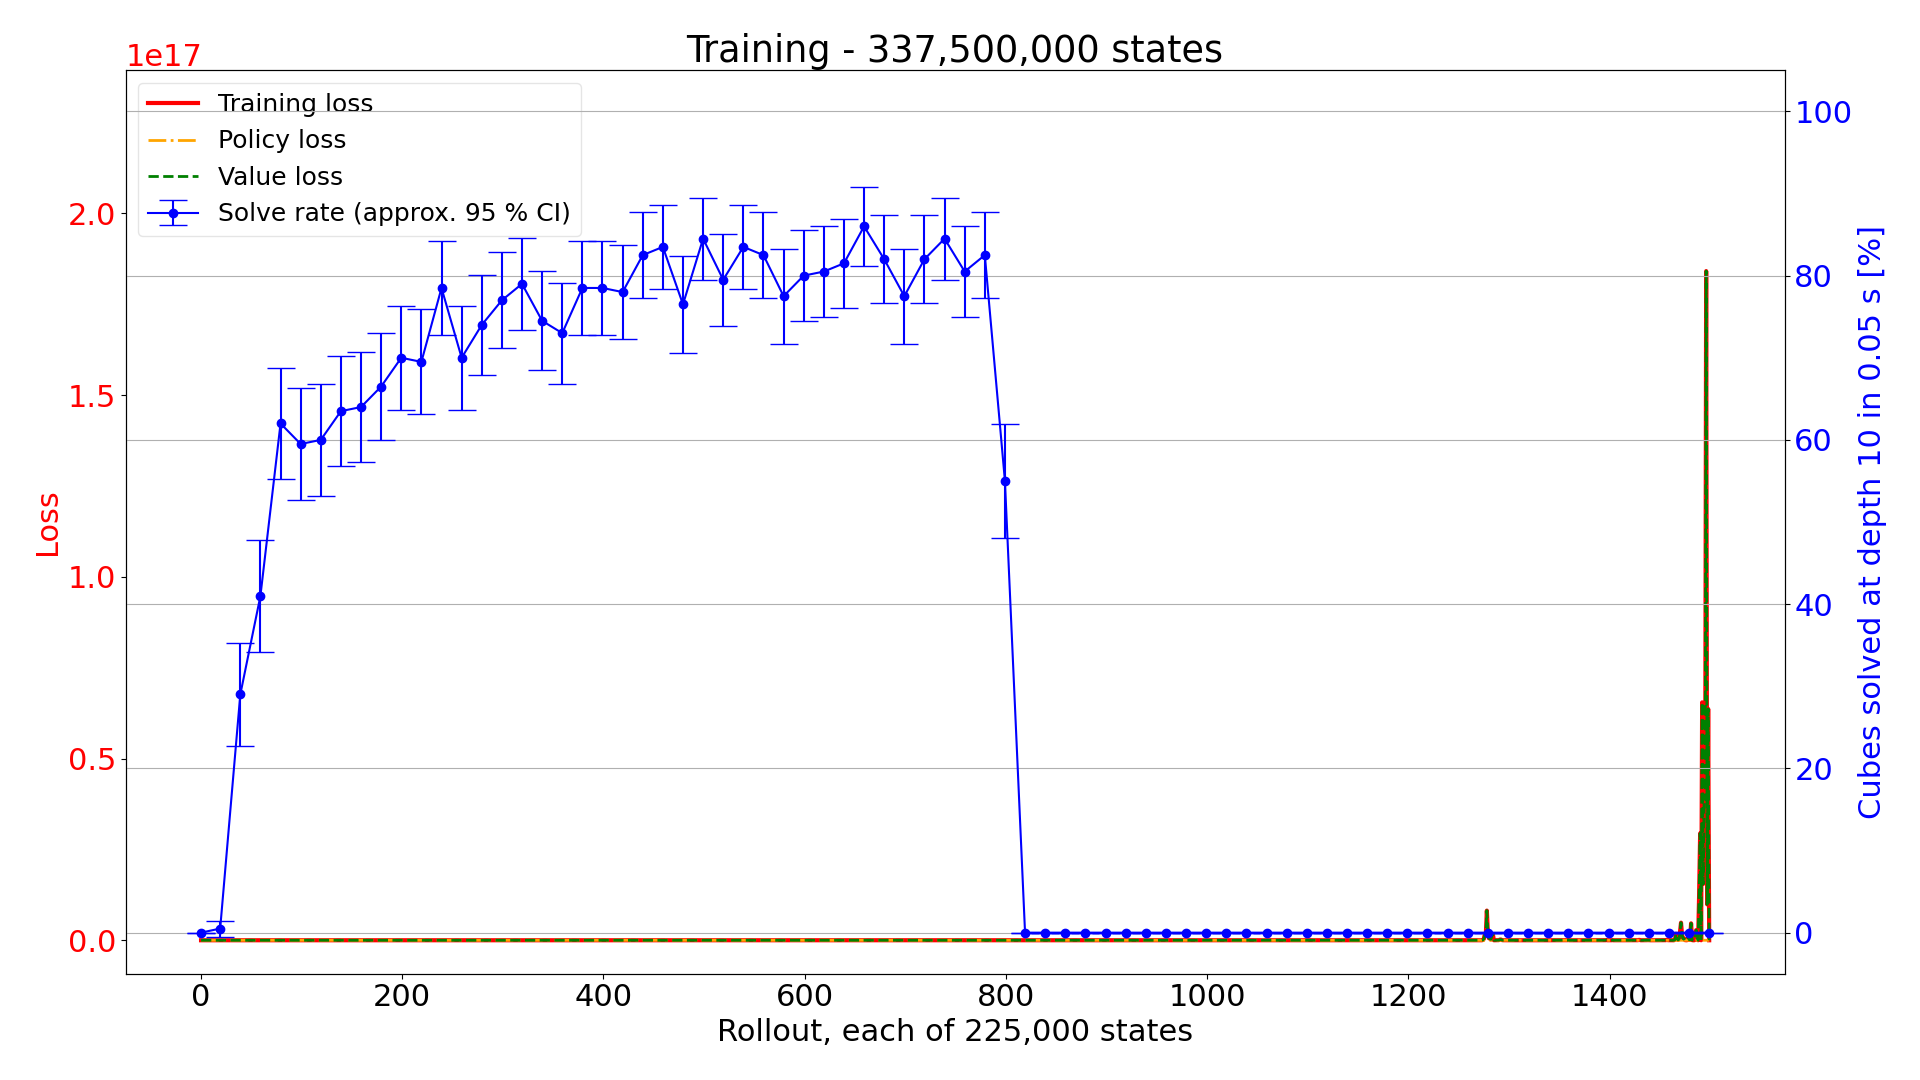 Training - 337,500,000 states
1e17
Training loss
Policy loss
Value loss
Solve rate (approx. 95 % CI)
2.0
1.5
1.0
0.5
0.0
Loss
100
80
60
40
20
0
Cubes solved at depth 10 in 0.05 s [%]
0 200 400 600 800 1000 1200 1400
Rollout, each of 225,000 states